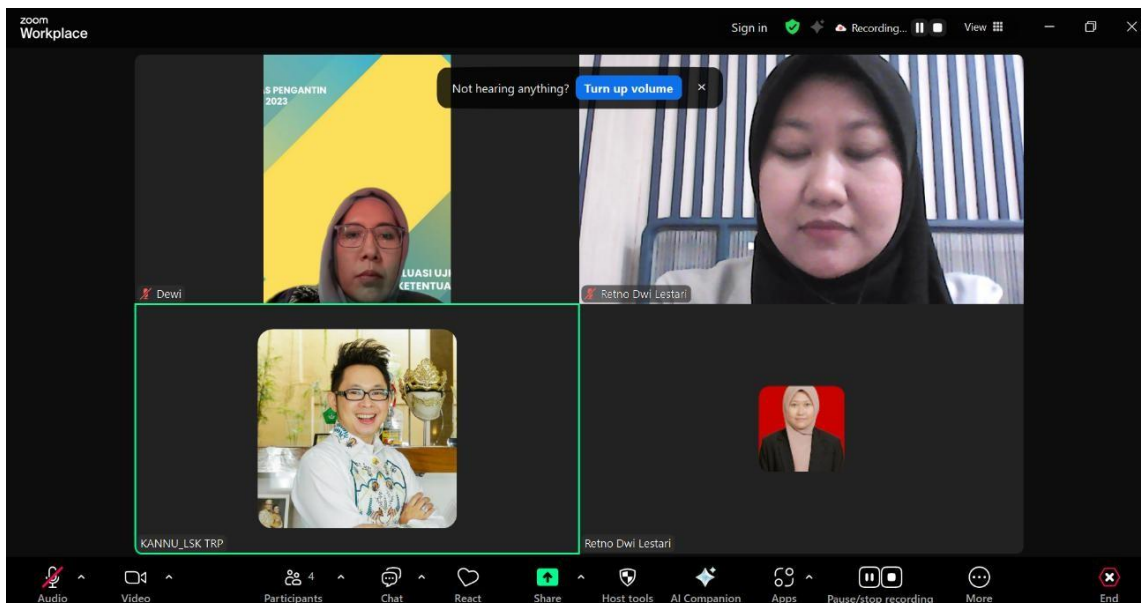 zoom
Workplace
Sign in
Recording...
View
S PENGANTIN
2023
Not hearing anything?
Turn up volume
LUASI UJI
KETENTUA
Dewi
Retno Dwi Lestari
KANNU_LSK TRP
Retno Dwi Lestari
4
Audio
Video
Participants
Chat
React
Share
Host tools
AI Companion
Apps
Pause/stop recording
More
End